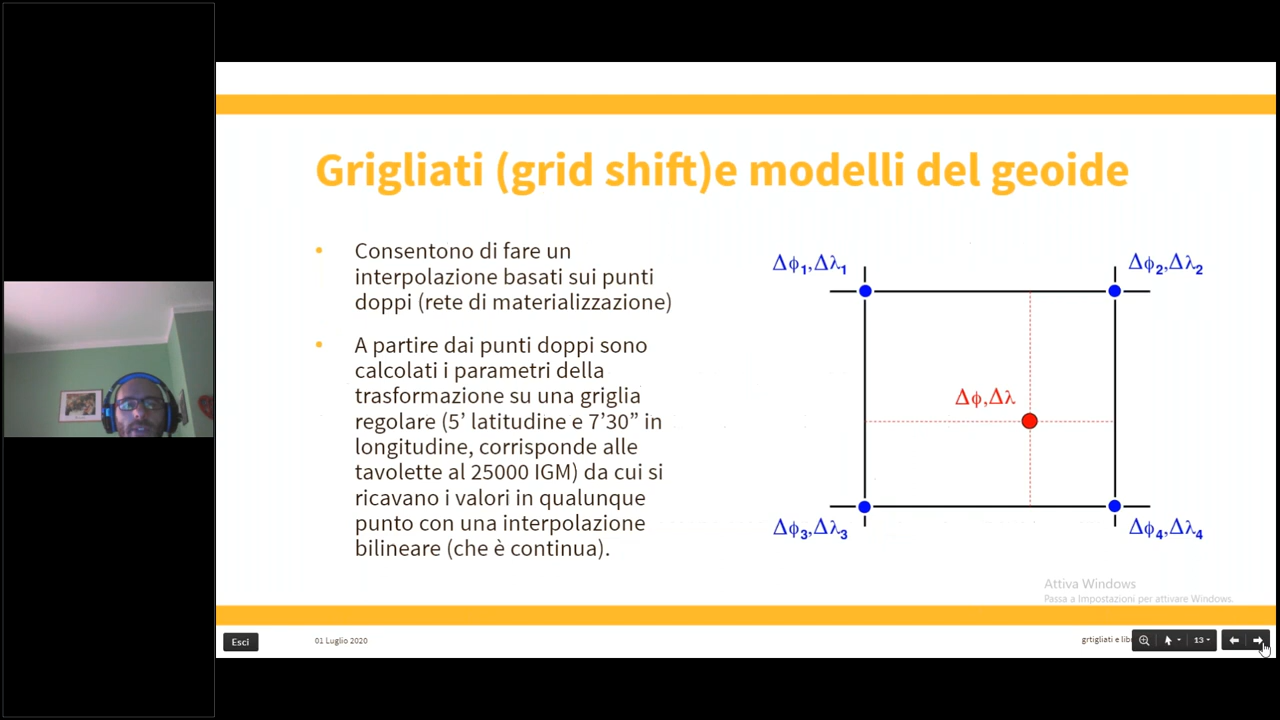 Grigliati (grid shift)e modelli del geoide
• Consentono di fare un
interpolazione basati sui punti
doppi (rete di materializzazione)
• A partire dai punti doppi sono
calcolati i parametri della
trasformazione su una griglia
regolare (5’ latitudine e 7’30” in
longitudine, corrisponde alle
tavolette al 25000 IGM) da cui si
ricavano i valori in qualunque
punto con una interpolazione
bilineare (che è continua).
Δϕ₁,Δλ₁
Δϕ₂,Δλ₂
Δϕ,Δλ
Δϕ₃,Δλ₃
Δϕ₄,Δλ₄
Attiva Windows
Passa a Impostazioni per attivare Windows.
Esci
01 Luglio 2020
grtigliati e
13